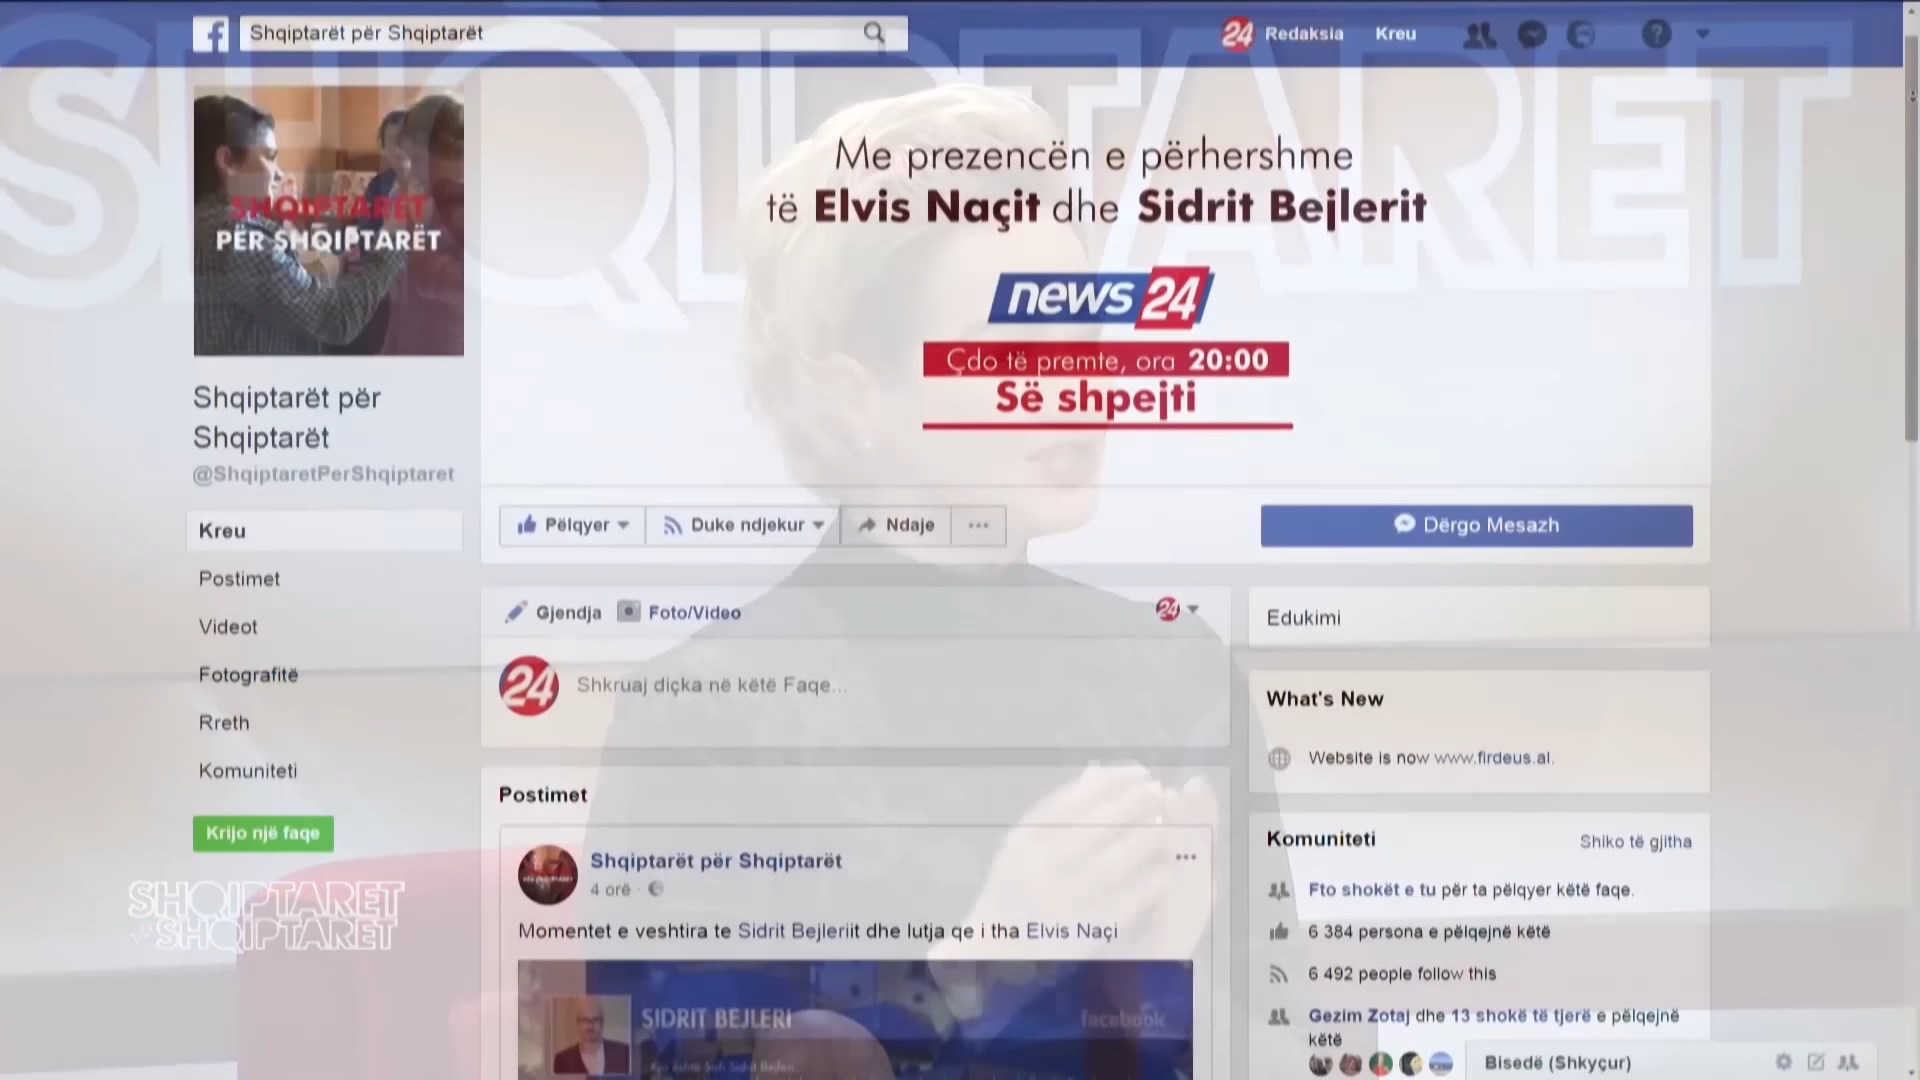 SHQIPTARËT
Shqiptarët për Shqiptarët
24 Redaksia Kreu
SHQIPTARËT
PËR SHQIPTARËT
Me prezencën e përhershme
të Elvis Naçit dhe Sidrit Bejlerit
news 24
Çdo të premte, ora 20:00
Së shpejti
Shqiptarët për
Shqiptarët
@ShqiptaretPerShqiptaret
Kreu
Postimet
Videot
Fotografitë
Rreth
Komuniteti
Krijo një faqe
Pëlqyer
Duke ndjekur
Ndaje
Dërgo Mesazh
Gjendja
Foto/Video
24
24
Shkruaj diçka në këtë Faqe...
Postimet
Shqiptarët për Shqiptarët
4 orë
Momentet e veshtira te Sidrit Bejleriit dhe lutja qe i tha Elvis Naçi
SIDRIT BEJLERI
facebook
Edukimi
What's New
Website is now www.firdeus.al.
Komuniteti
Shiko të gjitha
Fto shokët e tu për ta pëlqyer këtë faqe.
6 384 persona e pëlqejnë këtë
6 492 people follow this
Gezim Zotaj dhe 13 shokë të tjerë e pëlqejnë
këtë
Bisedë (Shkyçur)
SHQIPTARET
SHQIPTARET